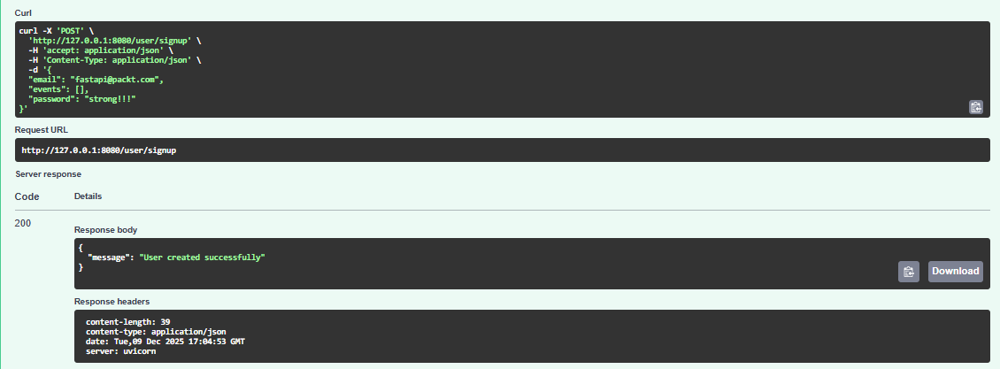 Curl
curl -X 'POST' \
  'http://127.0.0.1:8080/user/signup' \
  -H 'accept: application/json' \
  -H 'Content-Type: application/json' \
  -d '{
  "email": "fastapi@packt.com",
  "events": [],
  "password": "strong!!!"
}'
Request URL
http://127.0.0.1:8080/user/signup
Server response
Code Details
200
Response body
{
  "message": "User created successfully"
}
Download
Response headers
content-length: 39
content-type: application/json
date: Tue,09 Dec 2025 17:04:53 GMT
server: uvicorn